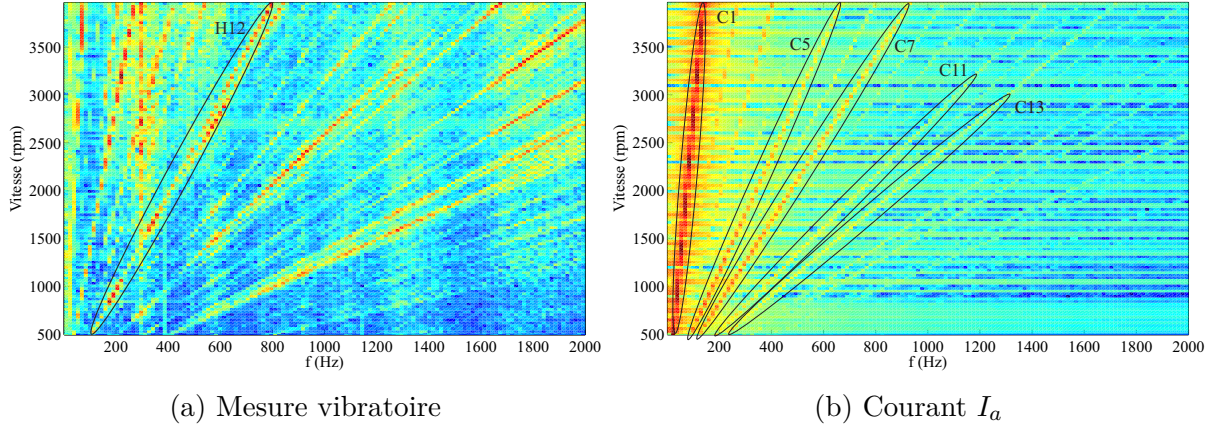 H12
3500
3000
2500
2000
1500
1000
500
Vitesse (rpm)
200 400 600 800 1000 1200 1400 1600 1800 2000
f (Hz)
(a) Mesure vibratoire
C1
C5
C7
C11
C13
3500
3000
2500
2000
1500
1000
500
Vitesse (rpm)
200 400 600 800 1000 1200 1400 1600 1800 2000
f (Hz)
(b) Courant I_a